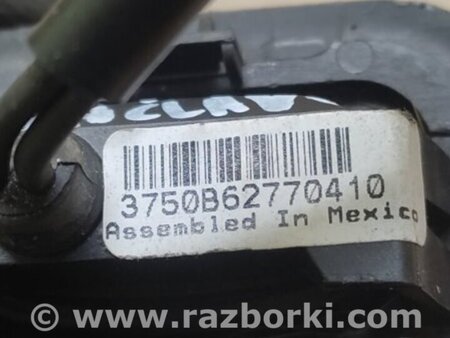 3750B62770410
Assembled In Mexico
© www.razborki.com